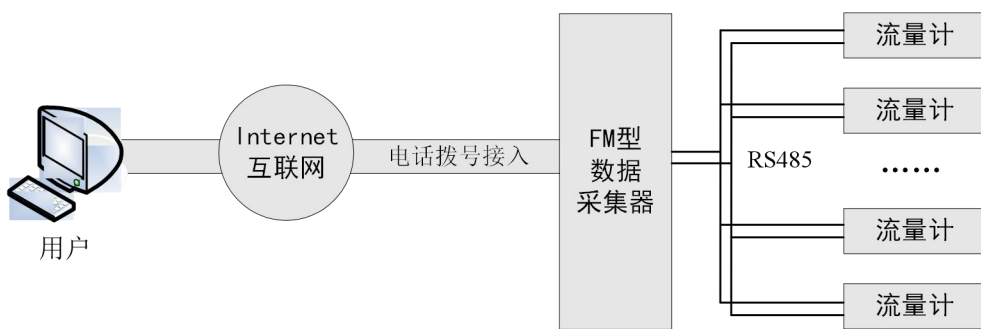 用户
Internet
互联网
电话拨号接入
FM型
数据
采集器
RS485
流量计
流量计
……
流量计
流量计